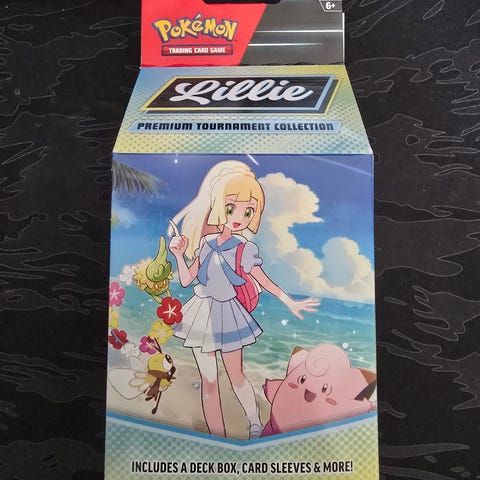 6+
POKéMON
TRADING CARD GAME
Lillie
PREMIUM TOURNAMENT COLLECTION
INCLUDES A DECK BOX, CARD SLEEVES & MORE!